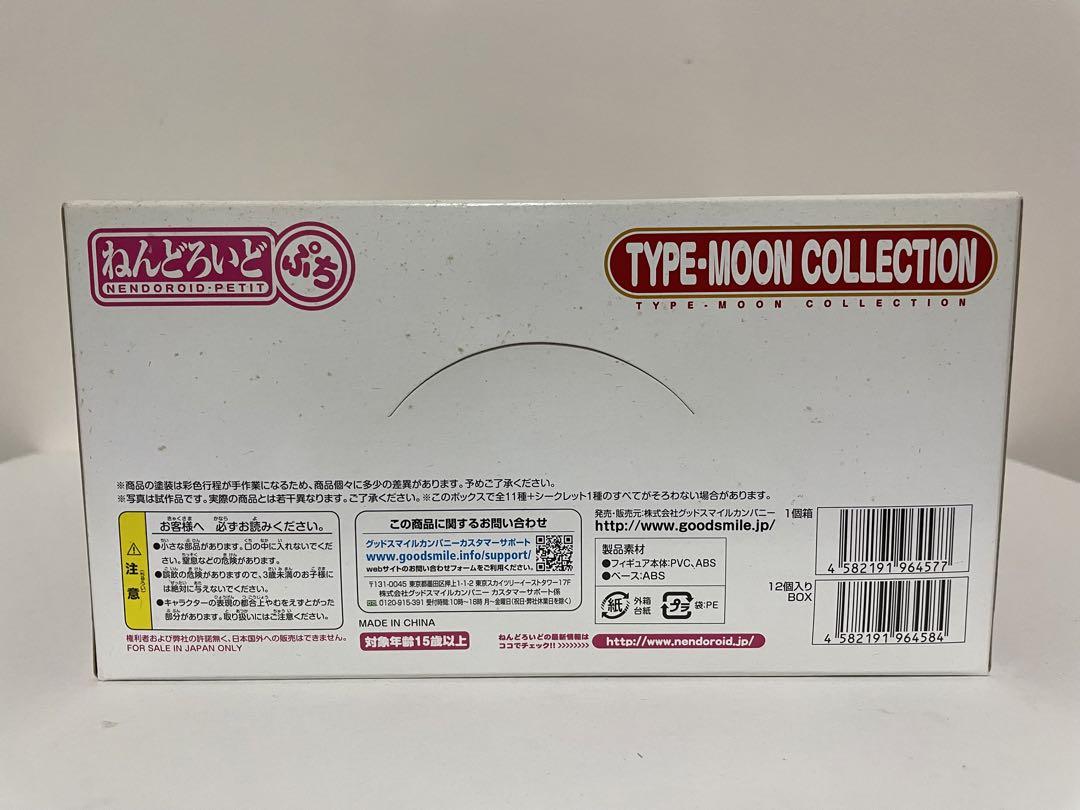 ねんどろいど ぷち
NENDOROID・PETIT
TYPE-MOON COLLECTION
TYPE-MOON COLLECTION
※商品の塗装は彩色行程が手作業になるため、商品個々に多少の差異があります。予めご了承ください。
※写真は試作品です。実際の商品とは若干異なります。ご了承ください。※このボックスで全11種+シークレット1種のすべてがそろわない場合があります。
お客様へ 必ずお読みください。
注意
●小さな部品があります。口の中に入れないでくだ
さい。窒息などの危険があります。
●誤飲の危険がありますので、3歳未満のお子様に
は絶対に与えないでください。
●キャラクターの表現の都合上やむをえずとがった
部分があります。取り扱いにはご注意ください。
権利者および弊社の許諾無く、日本国外への販売はできません。
FOR SALE IN JAPAN ONLY
この商品に関するお問い合わせ
グッドスマイルカンパニーカスタマーサポート
www.goodsmile.info/support/
webサイトのお問い合わせフォームをご利用ください。
〒131-0045 東京都墨田区押上1-1-2 東京スカイツリーイーストタワー17F
株式会社グッドスマイルカンパニー カスタマーサポート係
0120-915-391 受付時間:10時~16時 月~金曜日(祝日・弊社休業日を除く)
MADE IN CHINA
対象年齢15歳以上
ねんどろいどの最新情報は
ココでチェック!! >>>>>>>
http://www.nendoroid.jp/
発売・販売元:株式会社グッドスマイルカンパニー
http://www.goodsmile.jp/
製品素材
●フィギュア本体:PVC、ABS
●ベース:ABS
紙 外箱
台紙
プラ 袋:PE
1個箱
4 582191 964577
12個入り
BOX
4 582191 964584